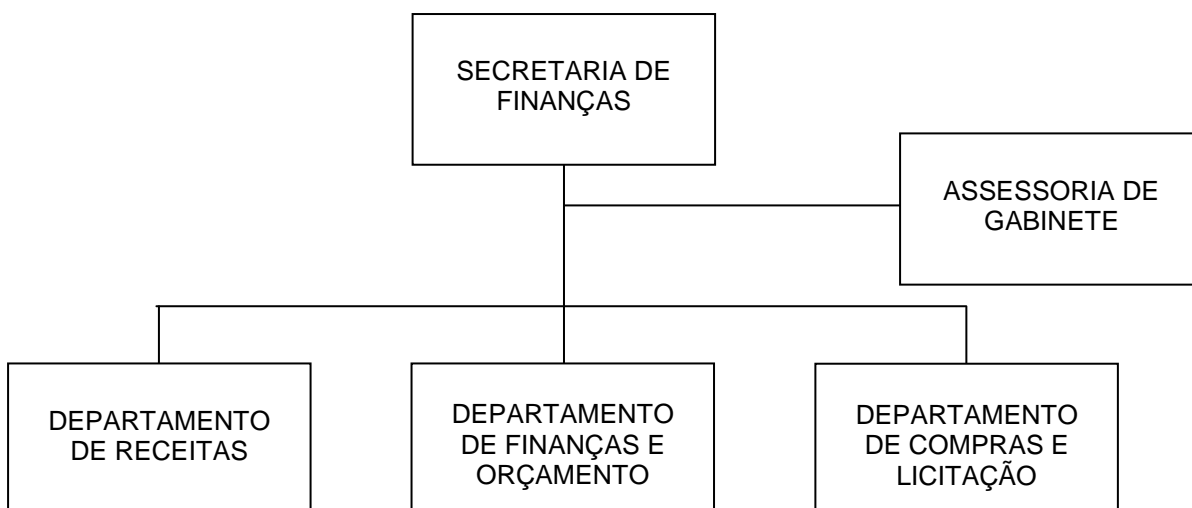 SECRETARIA DE
FINANÇAS
ASSESSORIA DE
GABINETE
DEPARTAMENTO
DE RECEITAS
DEPARTAMENTO
DE FINANÇAS E
ORÇAMENTO
DEPARTAMENTO
DE COMPRAS E
LICITAÇÃO